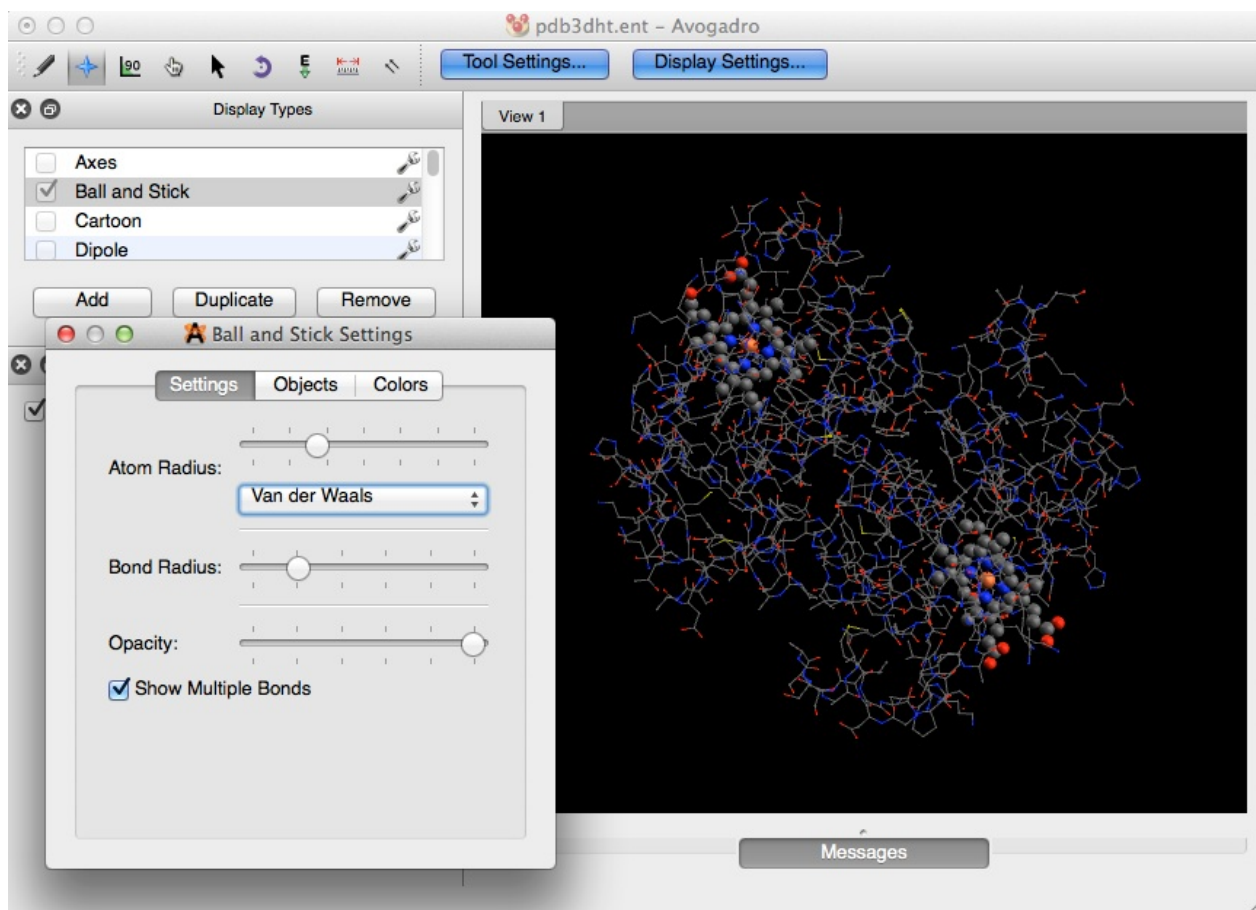 pdb3dht.ent – Avogadro
90
E
Tool Settings...
Display Settings...
Display Types
View 1
Axes
Ball and Stick
Cartoon
Dipole
Add
Duplicate
Remove
Ball and Stick Settings
Settings
Objects
Colors
Atom Radius:
Van der Waals
Bond Radius:
Opacity:
Show Multiple Bonds
Messages